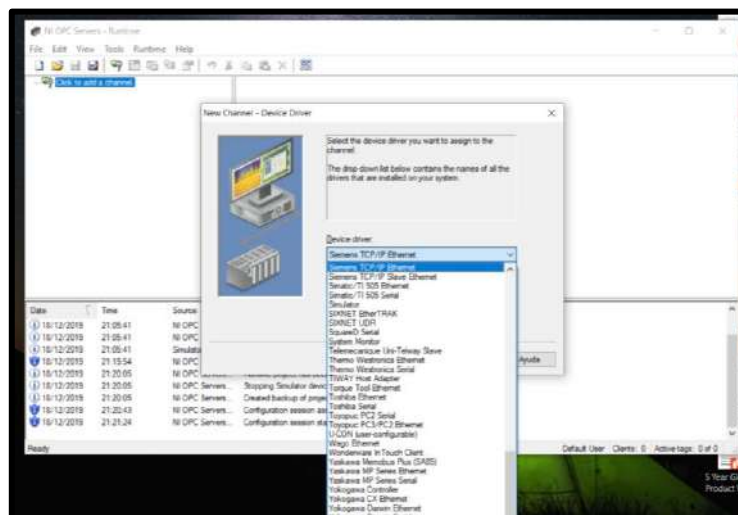 NI OPC Servers - Runtime
File Edit View Tools Runtime Help
Click to add a channel.
New Channel - Device Driver
Select the device driver you want to assign to the
channel.
The drop-down list below contains the names of all the
drivers that are installed on your system.
Device driver:
Siemens TCP/IP Ethernet
Siemens TCP/IP Ethernet
Siemens TCP/IP Slave Ethernet
Simatic/TI 505 Ethernet
Simatic/TI 505 Serial
Simulator
SIXNET EtherTRAK
SIXNET UDR
SquareD Serial
System Monitor
Telemecanique Uni-Telway Slave
Thermo Westronics Ethernet
Thermo Westronics Serial
TIWAY Host Adapter
Torque Tool Ethernet
Toshiba Ethernet
Toshiba Serial
Toyopuc PC2 Serial
Toyopuc PC3/PC2 Ethernet
U-CON (user-configurable)
Wago Ethernet
Wonderware InTouch Client
Yaskawa Memobus Plus (SA85)
Yaskawa MP Series Ethernet
Yaskawa MP Series Serial
Yokogawa Controller
Yokogawa CX Ethernet
Yokogawa Darwin Ethernet
Ayuda
Date Time Source
18/12/2019 21:05:41 NI OPC
18/12/2019 21:05:41 NI OPC
18/12/2019 21:05:41 Simulato
18/12/2019 21:15:54 NI OPC
18/12/2019 21:20:05 NI OPC
18/12/2019 21:20:05 NI OPC Servers... Stopping Simulator devic
18/12/2019 21:20:05 NI OPC Servers... Created backup of projec
18/12/2019 21:20:43 NI OPC Servers... Configuration session as
18/12/2019 21:21:24 NI OPC Servers... Configuration session sta
Ready
Default User Clients: 0 Active tags: 0 of 0
5 Year
Product